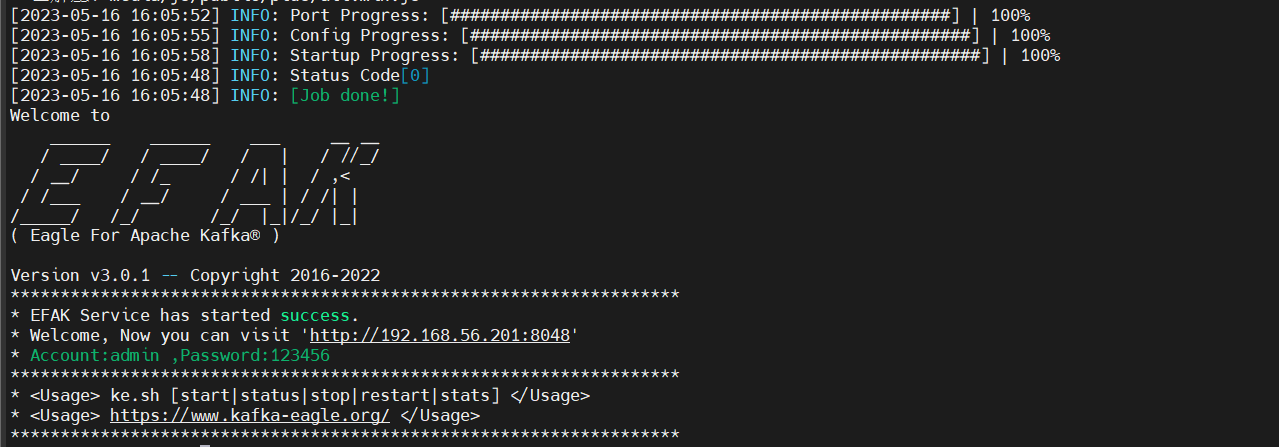 [2023-05-16 16:05:52] INFO: Port Progress: [##################################################] | 100%
[2023-05-16 16:05:55] INFO: Config Progress: [##################################################] | 100%
[2023-05-16 16:05:58] INFO: Startup Progress: [##################################################] | 100%
[2023-05-16 16:05:48] INFO: Status Code[0]
[2023-05-16 16:05:48] INFO: [Job done!]
Welcome to
EFAK
( Eagle For Apache Kafka® )
Version v3.0.1 -- Copyright 2016-2022
*******************************************************************
* EFAK Service has started success.
* Welcome, Now you can visit 'http://192.168.56.201:8048'
* Account:admin ,Password:123456
*******************************************************************
* <Usage> ke.sh [start|status|stop|restart|stats] </Usage>
* <Usage> https://www.kafka-eagle.org/ </Usage>
*******************************************************************